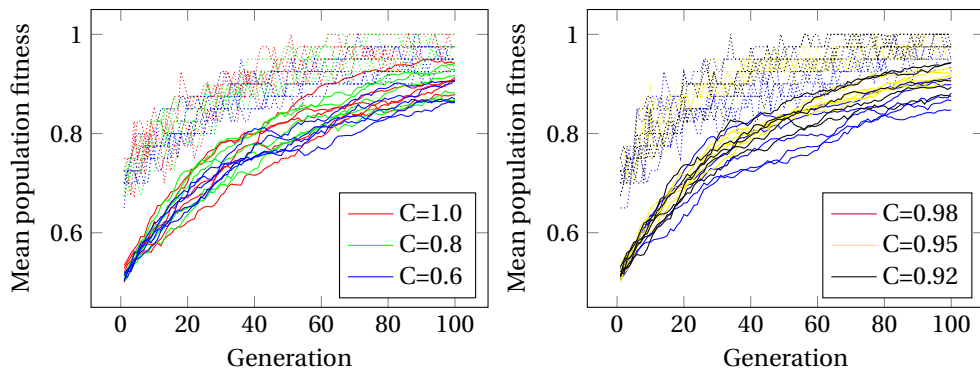 1
0.8
0.6
0
20
40
60
80
100
Generation
Mean population fitness
C=1.0
C=0.8
C=0.6
1
0.8
0.6
0
20
40
60
80
100
Generation
Mean population fitness
C=0.98
C=0.95
C=0.92